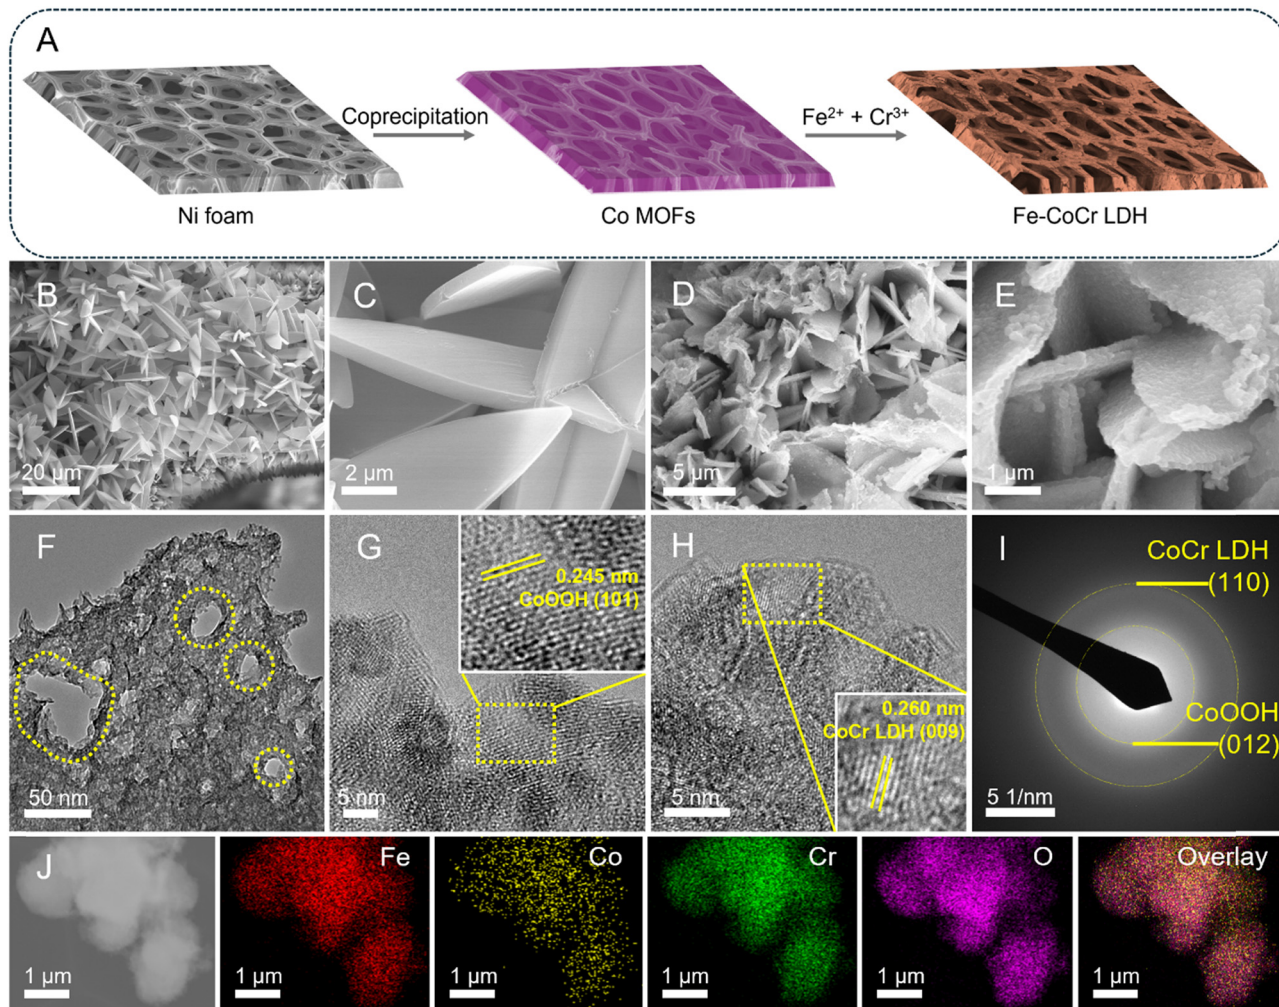 A
Coprecipitation
Fe²⁺ + Cr³⁺
Ni foam
Co MOFs
Fe-CoCr LDH
B
20 µm
C
2 µm
D
5 µm
E
1 µm
F
50 nm
G
0.245 nm
CoOOH (101)
5 nm
H
0.260 nm
CoCr LDH (009)
5 nm
I
CoCr LDH
(110)
CoOOH
(012)
5 1/nm
J
1 µm
Fe
1 µm
Co
1 µm
Cr
1 µm
O
1 µm
Overlay
1 µm